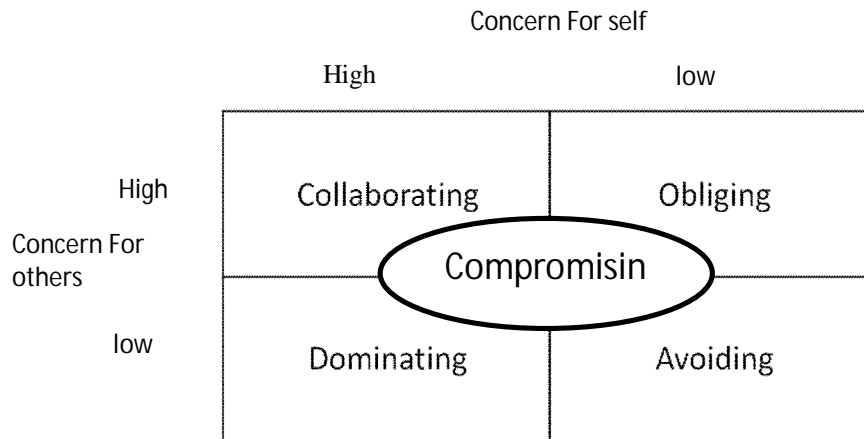 Concern For self
High low
High Collaborating Obliging
Concern For
others
Compromisin
low Dominating Avoiding